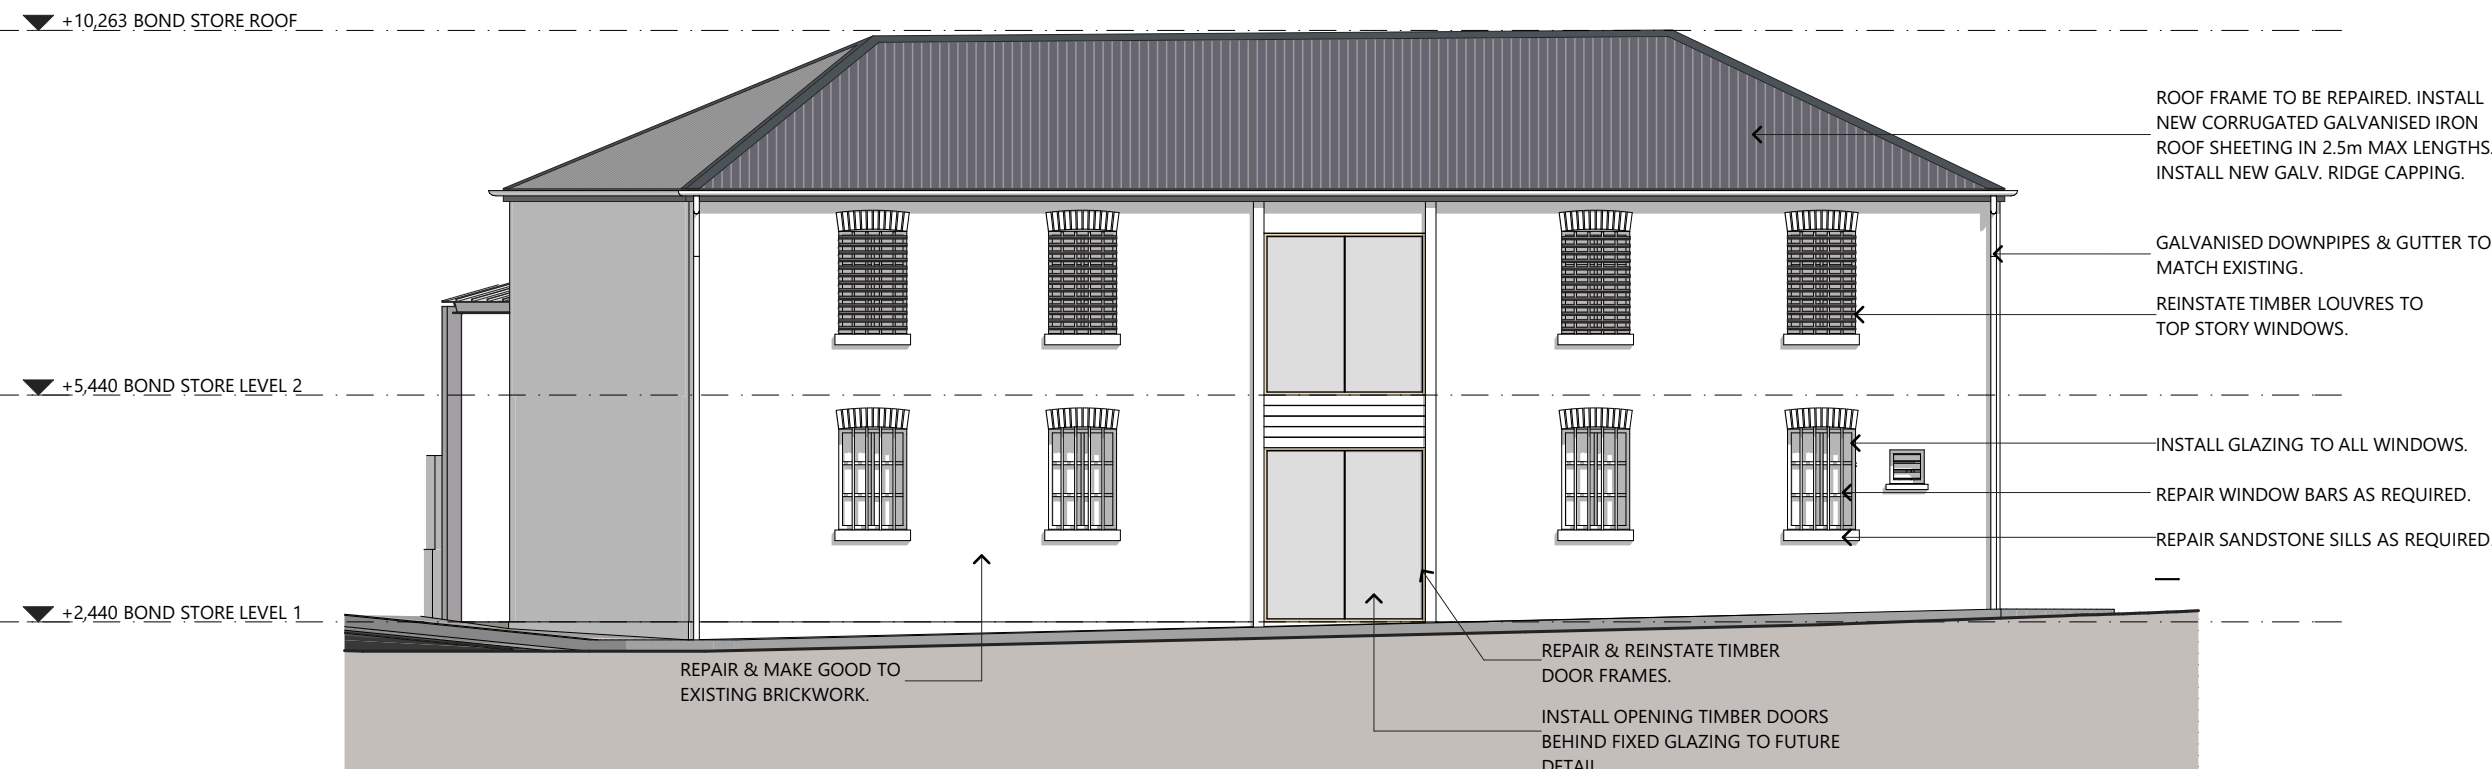 +10,263 BOND STORE ROOF
ROOF FRAME TO BE REPAIRED. INSTALL
NEW CORRUGATED GALVANISED IRON
ROOF SHEETING IN 2.5m MAX LENGTHS.
INSTALL NEW GALV. RIDGE CAPPING.
GALVANISED DOWNPIPES & GUTTER TO
MATCH EXISTING.
REINSTATE TIMBER LOUVRES TO
TOP STORY WINDOWS.
+5,440 BOND STORE LEVEL 2
INSTALL GLAZING TO ALL WINDOWS.
REPAIR WINDOW BARS AS REQUIRED.
REPAIR SANDSTONE SILLS AS REQUIRED
+2,440 BOND STORE LEVEL 1
REPAIR & MAKE GOOD TO
EXISTING BRICKWORK.
REPAIR & REINSTATE TIMBER
DOOR FRAMES.
INSTALL OPENING TIMBER DOORS
BEHIND FIXED GLAZING TO FUTURE
DETAIL